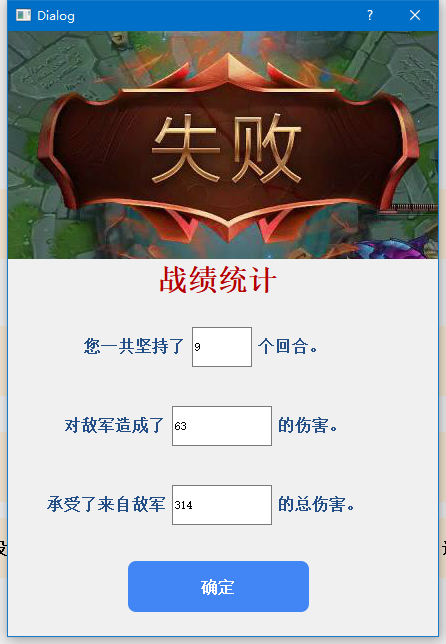 Dialog
失败
战绩统计
您一共坚持了 9 个回合。
对敌军造成了 63 的伤害。
承受了来自敌军 314 的总伤害。
确定